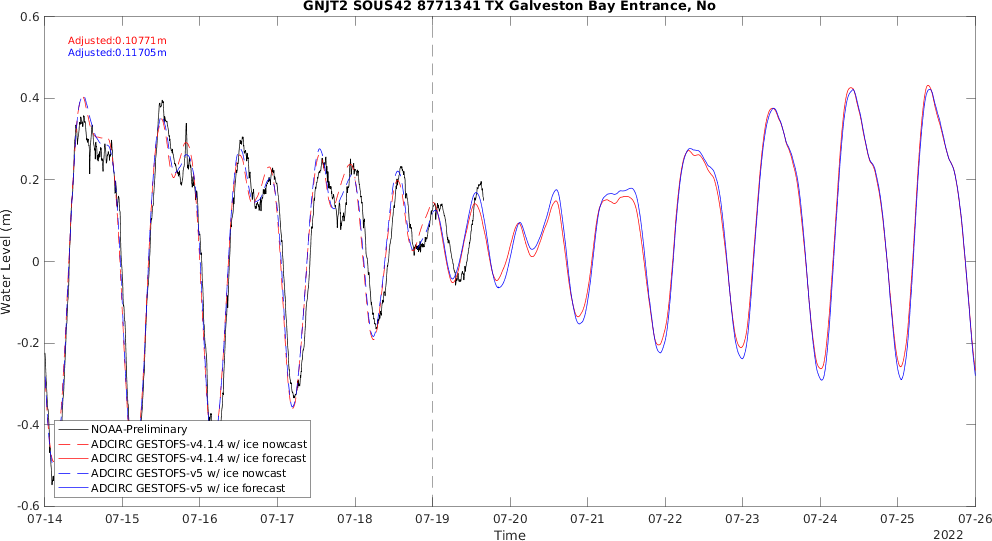 GNJT2 SOUS42 8771341 TX Galveston Bay Entrance, No
Adjusted:0.10771m
Adjusted:0.11705m
0.6
0.4
0.2
0
-0.2
-0.4
-0.6
Water Level (m)
NOAA-Preliminary
ADCIRC GESTOFS-v4.1.4 w/ ice nowcast
ADCIRC GESTOFS-v4.1.4 w/ ice forecast
ADCIRC GESTOFS-v5 w/ ice nowcast
ADCIRC GESTOFS-v5 w/ ice forecast
07-14 07-15 07-16 07-17 07-18 07-19 07-20 07-21 07-22 07-23 07-24 07-25 07-26
Time
2022